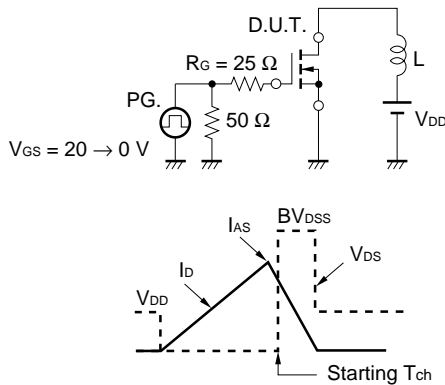 D.U.T.
RG = 25 Ω
L
PG.
50 Ω
VDD
VGS = 20 → 0 V
BVDSS
IAS
ID
VDS
VDD
Starting Tch